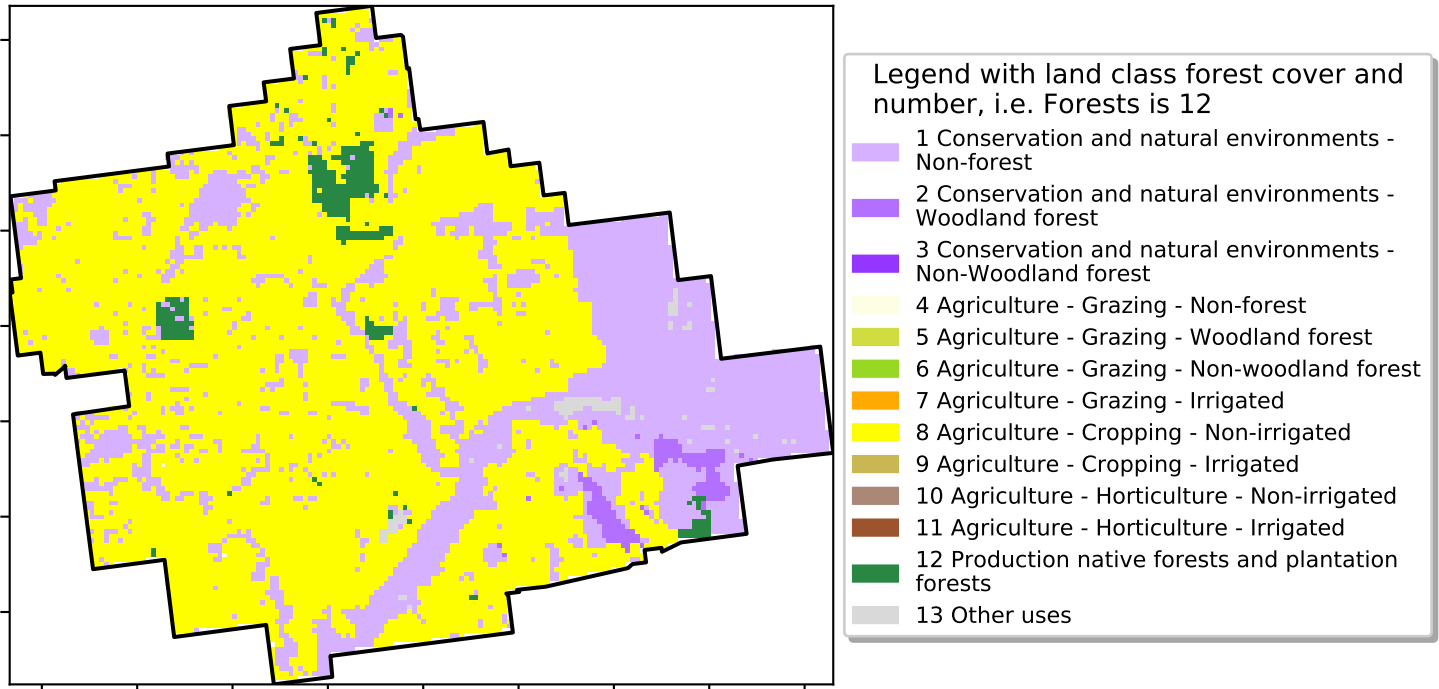 Legend with land class forest cover and
number, i.e. Forests is 12
1 Conservation and natural environments -
Non-forest
2 Conservation and natural environments -
Woodland forest
3 Conservation and natural environments -
Non-Woodland forest
4 Agriculture - Grazing - Non-forest
5 Agriculture - Grazing - Woodland forest
6 Agriculture - Grazing - Non-woodland forest
7 Agriculture - Grazing - Irrigated
8 Agriculture - Cropping - Non-irrigated
9 Agriculture - Cropping - Irrigated
10 Agriculture - Horticulture - Non-irrigated
11 Agriculture - Horticulture - Irrigated
12 Production native forests and plantation
forests
13 Other uses